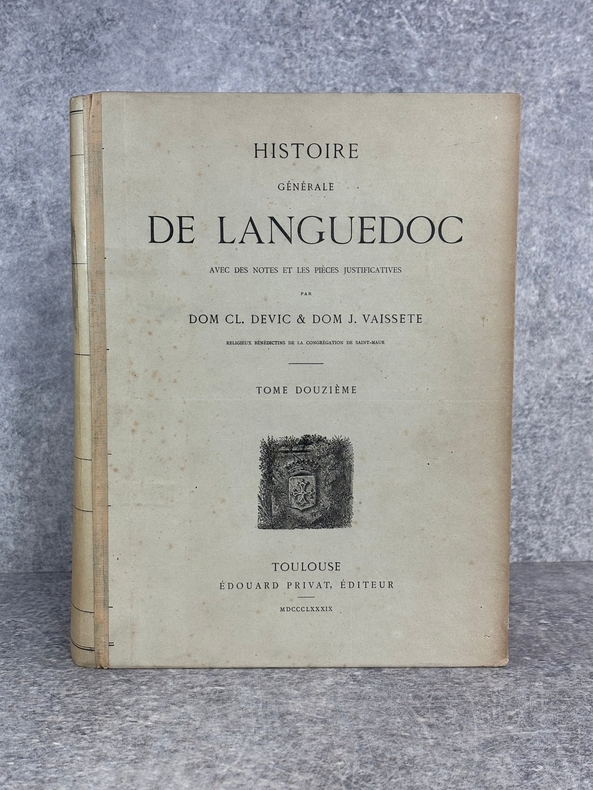 HISTOIRE
GÉNÉRALE
DE LANGUEDOC
AVEC DES NOTES ET LES PIÈCES JUSTIFICATIVES
PAR
DOM CL. DEVIC & DOM J. VAISSETE
RELIGIEUX BÉNÉDICTINS DE LA CONGRÉGATION DE SAINT-MAUR
TOME DOUZIÈME
TOULOUSE
ÉDOUARD PRIVAT, ÉDITEUR
MDCCCLXXXIX